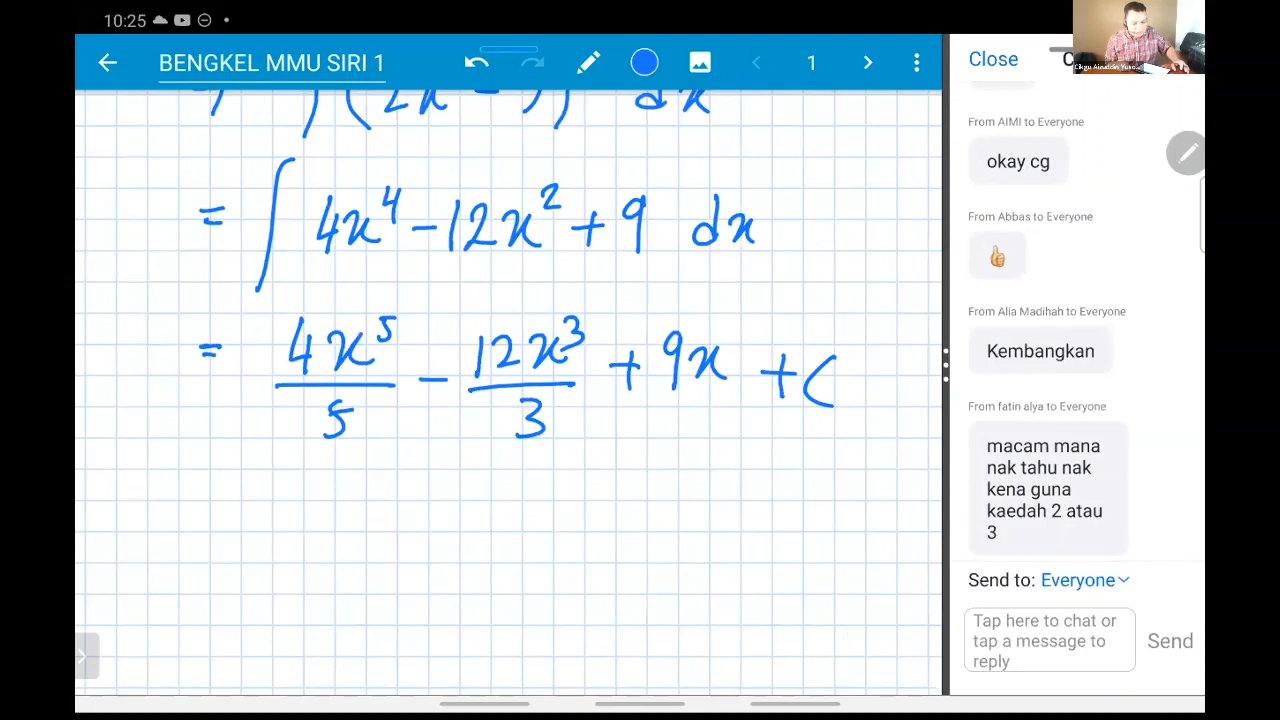 10:25
BENGKEL MMU SIRI 1
1
dx
= ∫ 4x⁴ - 12x² + 9 dx
= 4x⁵/5 - 12x³/3 + 9x + C
Close
From AIMI to Everyone
okay cg
From Abbas to Everyone
👍
From Alia Madihah to Everyone
Kembangkan
From fatin alya to Everyone
macam mana
nak tahu nak
kena guna
kaedah 2 atau
3
Send to: Everyone
Tap here to chat or
tap a message to
reply
Send